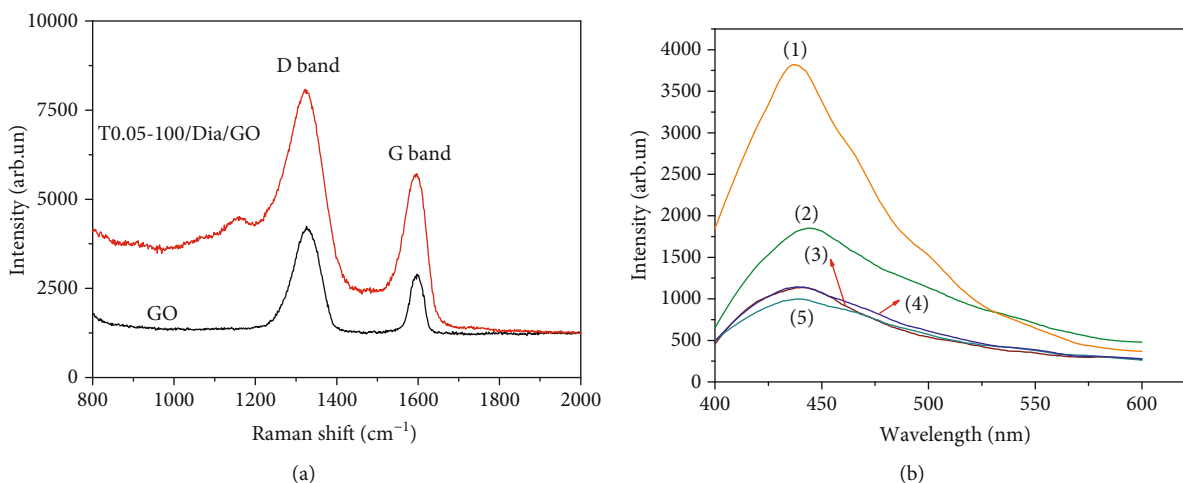 10000
7500
5000
2500
0
Intensity (arb.un)
D band
T0.05-100/Dia/GO
G band
GO
800 1000 1200 1400 1600 1800 2000
Raman shift (cm⁻¹)
(a)
4000
3500
3000
2500
2000
1500
1000
500
0
Intensity (arb.un)
(1)
(2)
(3)
(4)
(5)
400 450 500 550 600
Wavelength (nm)
(b)